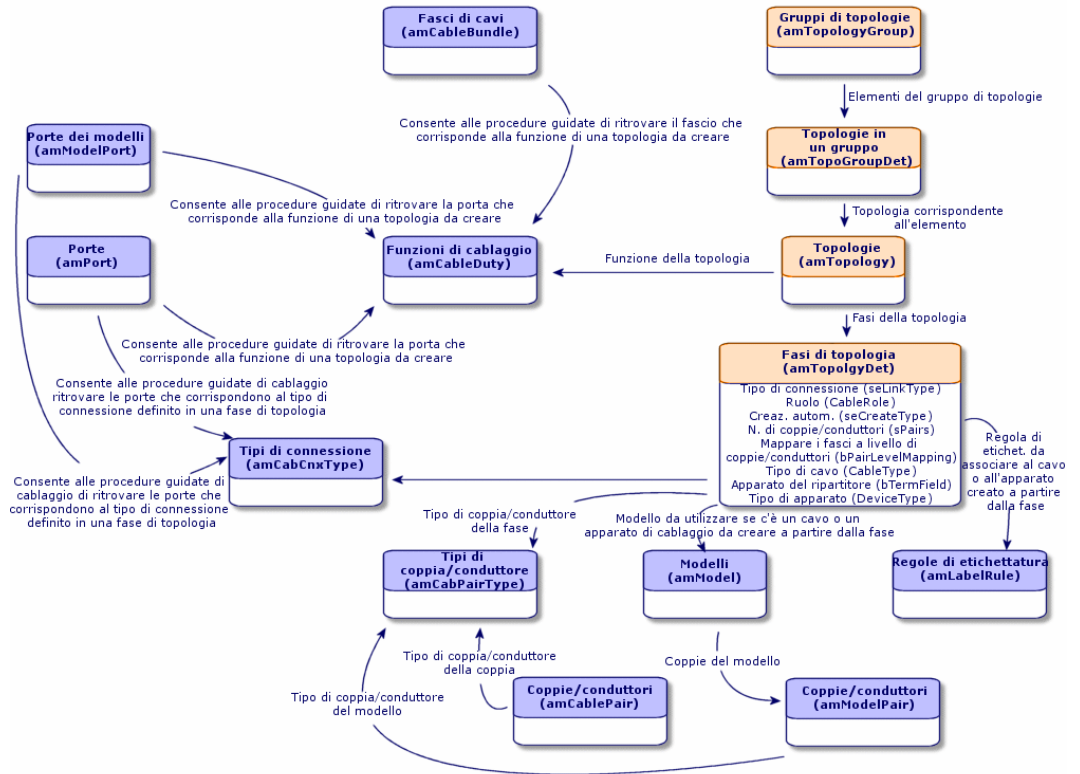 Fasci di cavi
(amCableBundle)
Gruppi di topologie
(amTopologyGroup)
Elementi del gruppo di topologie
Consente alle procedure guidate di ritrovare il fascio che
corrisponde alla funzione di una topologia da creare
Porte dei modelli
(amModelPort)
Topologie in
un gruppo
(amTopoGroupDet)
Consente alle procedure guidate di ritrovare la porta che
corrisponde alla funzione di una topologia da creare
Topologia corrispondente
all'elemento
Porte
(amPort)
Funzioni di cablaggio
(amCableDuty)
Funzione della topologia
Topologie
(amTopology)
Fasi della topologia
Consente alle procedure guidate di ritrovare la porta che
corrisponde alla funzione di una topologia da creare
Consente alle procedure guidate di cablaggio
ritrovare le porte che corrispondono al tipo di
connessione definito in una fase di topologia
Fasi di topologia
(amTopolgyDet)
Tipo di connessione (seLinkType)
Ruolo (CableRole)
Creaz. autom. (seCreateType)
N. di coppie/conduttori (sPairs)
Mappare i fasci a livello di
coppie/conduttori (bPairLevelMapping)
Tipo di cavo (CableType)
Apparato del ripartitore (bTermField)
Tipo di apparato (DeviceType)
Regola di
etichet. da
associare al cavo
o all'apparato
creato a partire
dalla fase
Tipi di connessione
(amCabCnxType)
Consente alle procedure guidate di
cablaggio di ritrovare le porte che
corrispondono al tipo di connessione
definito in una fase di topologia
Tipo di coppia/conduttore
della fase
Modello da utilizzare se c'è un cavo o un
apparato di cablaggio da creare a partire dalla fase
Tipi di
coppia/conduttore
(amCabPairType)
Modelli
(amModel)
Regole di etichettatura
(amLabelRule)
Tipo di coppia/conduttore
della coppia
Coppie del modello
Tipo di coppia/conduttore
del modello
Coppie/conduttori
(amCablePair)
Coppie/conduttori
(amModelPair)